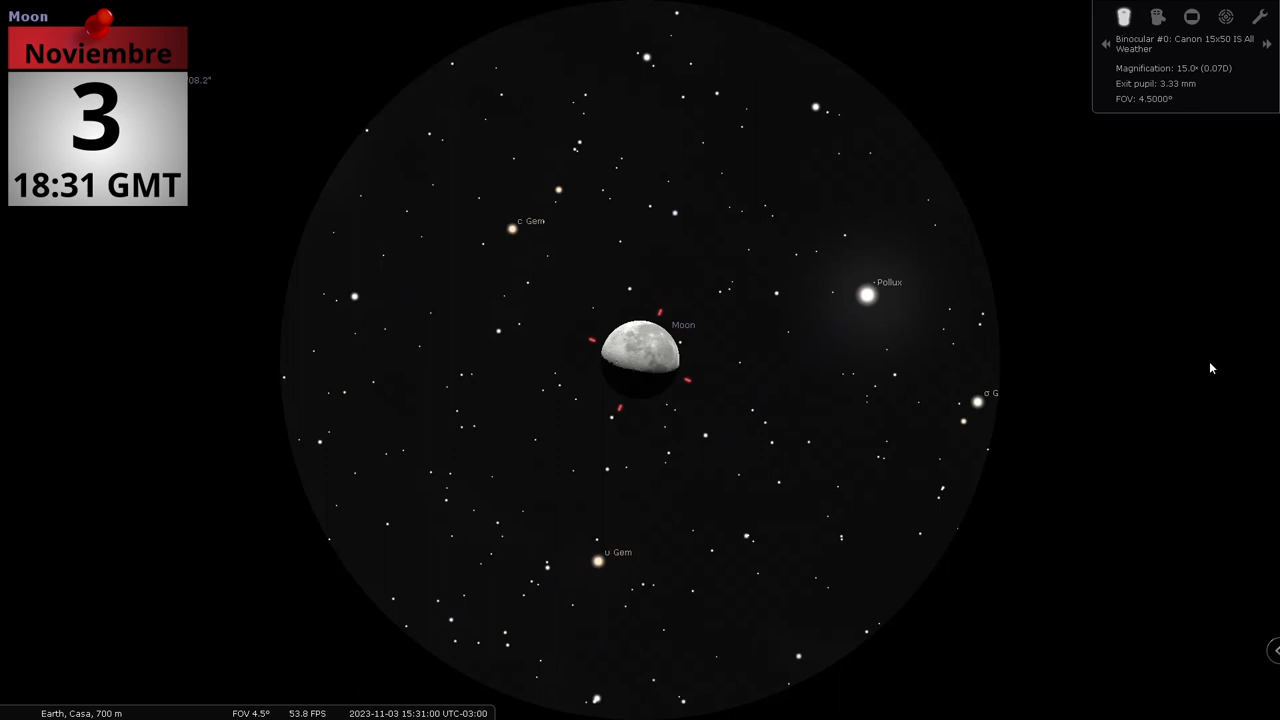 Moon
Noviembre
3
18:31 GMT
08.2"
Binocular #0: Canon 15x50 IS All
Weather
Magnification: 15.0× (0.07D)
Exit pupil: 3.33 mm
FOV: 4.5000°
c Gem
Pollux
Moon
σ G
υ Gem
Earth, Casa, 700 m
FOV 4.5°
53.8 FPS
2023-11-03 15:31:00 UTC-03:00